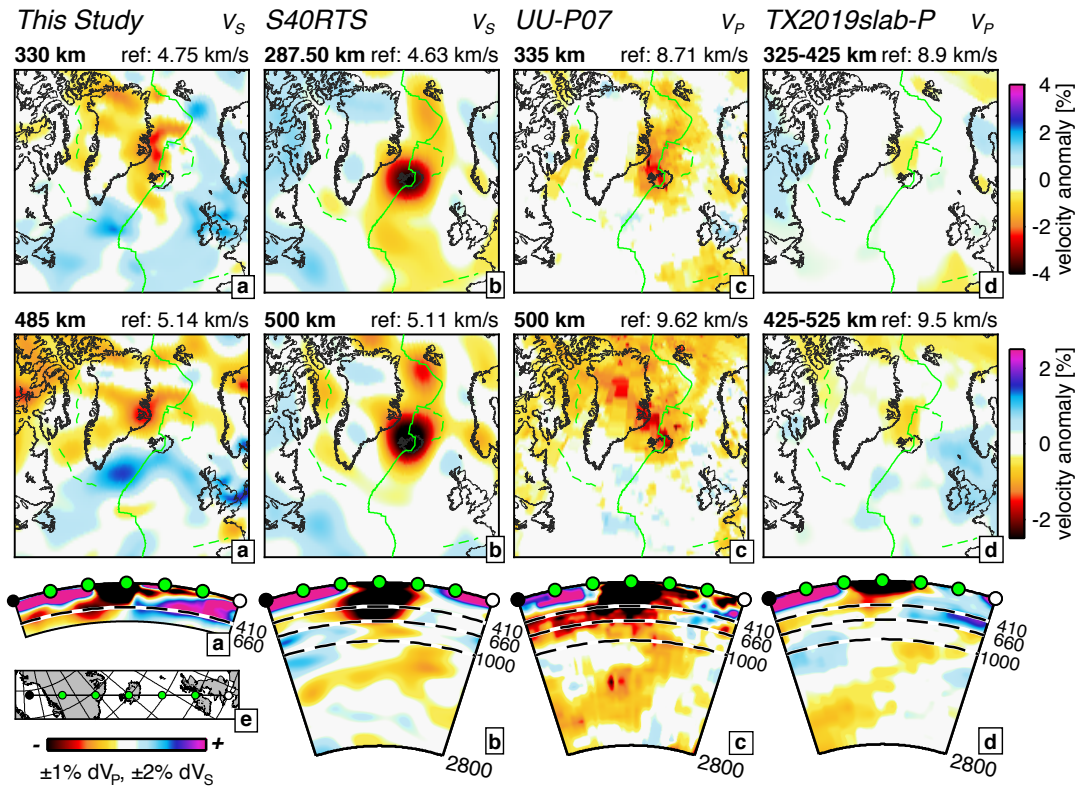 This Study V_S S40RTS V_S UU-P07 V_P TX2019slab-P V_P
330 km ref: 4.75 km/s 287.50 km ref: 4.63 km/s 335 km ref: 8.71 km/s 325-425 km ref: 8.9 km/s
4
2
0
-2
-4
velocity anomaly [%]
a b c d
485 km ref: 5.14 km/s 500 km ref: 5.11 km/s 500 km ref: 9.62 km/s 425-525 km ref: 9.5 km/s
2
0
-2
velocity anomaly [%]
a b c d
410 410 410 410
660 660 660 660
a
1000 1000 1000
e
- +
±1% dV_P, ±2% dV_S
b c d
2800 2800 2800